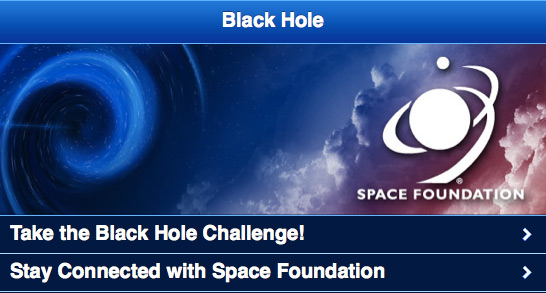 Black Hole
SPACE FOUNDATION
®
Take the Black Hole Challenge!
Stay Connected with Space Foundation